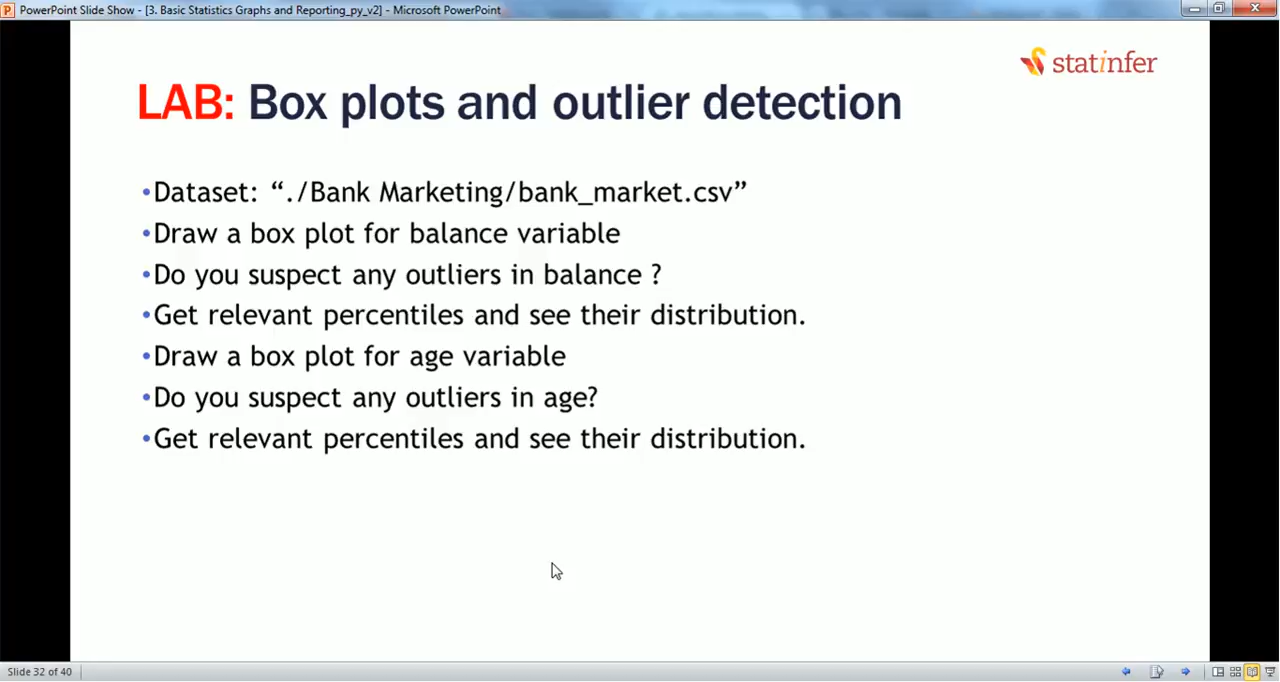 PowerPoint Slide Show - [3. Basic Statistics Graphs and Reporting_py_v2] - Microsoft PowerPoint
statinfer
LAB: Box plots and outlier detection
•Dataset: “./Bank Marketing/bank_market.csv”
•Draw a box plot for balance variable
•Do you suspect any outliers in balance ?
•Get relevant percentiles and see their distribution.
•Draw a box plot for age variable
•Do you suspect any outliers in age?
•Get relevant percentiles and see their distribution.
Slide 32 of 40